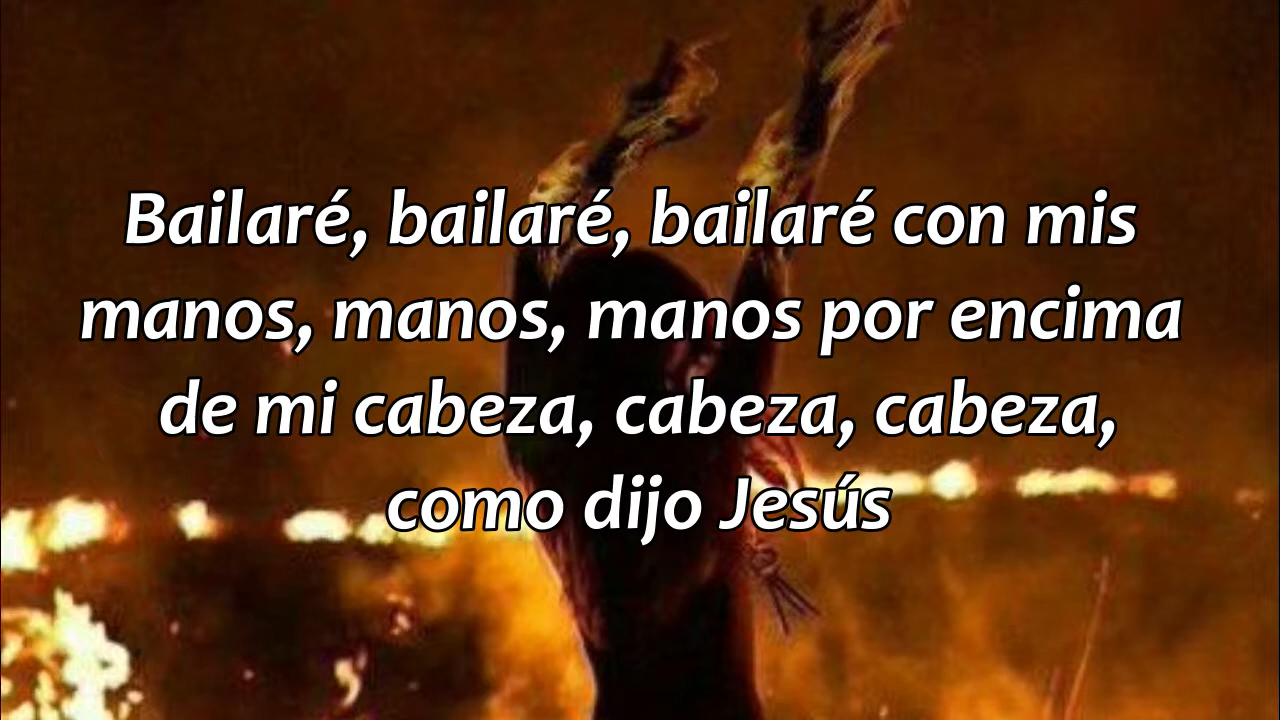 Bailaré, bailaré, bailaré con mis
manos, manos, manos por encima
de mi cabeza, cabeza, cabeza,
como dijo Jesús